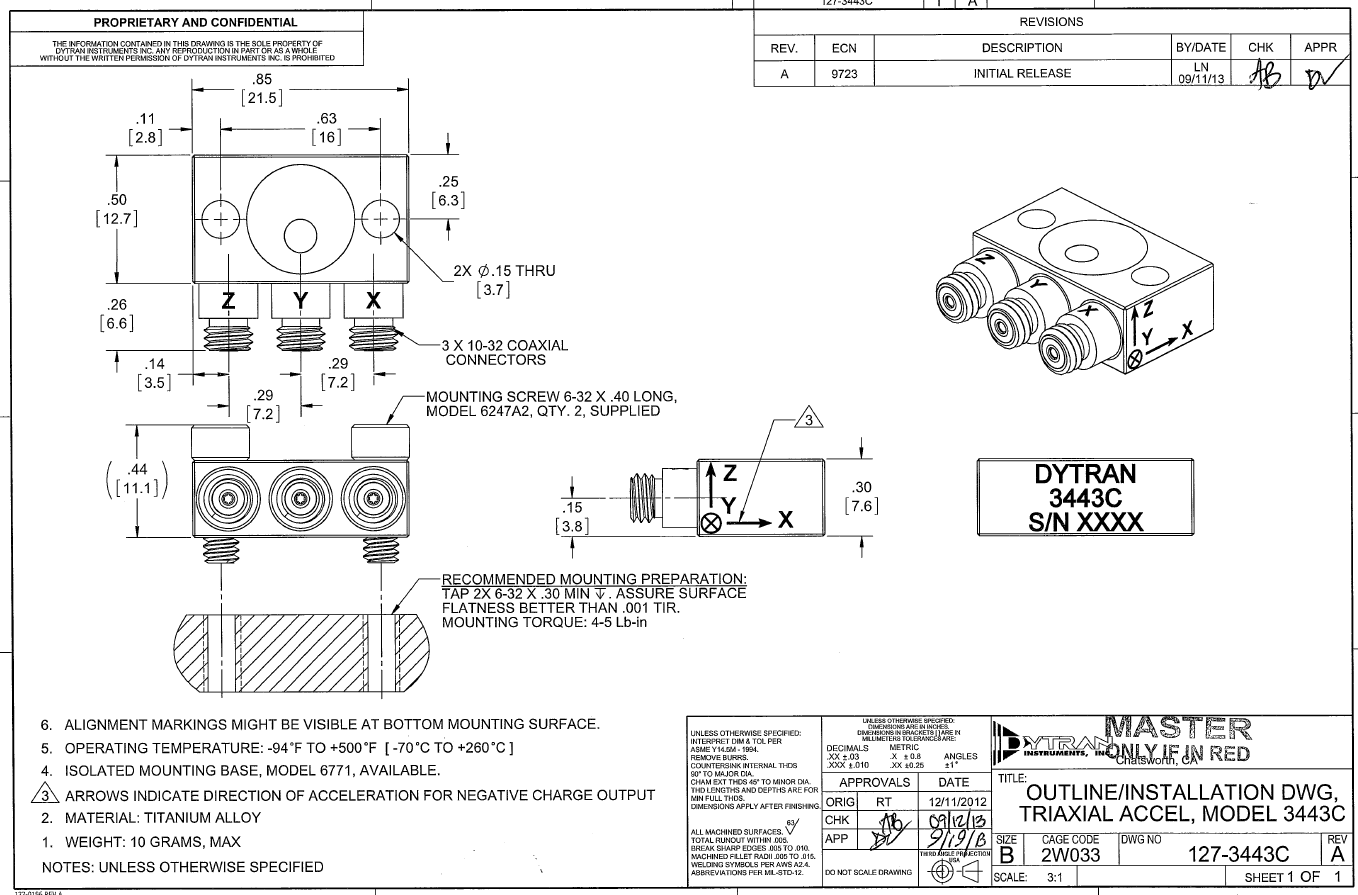 PROPRIETARY AND CONFIDENTIAL
THE INFORMATION CONTAINED IN THIS DRAWING IS THE SOLE PROPERTY OF
DYTRAN INSTRUMENTS INC. ANY REPRODUCTION IN PART OR AS A WHOLE
WITHOUT THE WRITTEN PERMISSION OF DYTRAN INSTRUMENTS INC. IS PROHIBITED
127-3443C 1 A
REVISIONS
REV. ECN DESCRIPTION BY/DATE CHK APPR
A 9723 INITIAL RELEASE LN
09/11/13
AB
DV
.85
[21.5]
.11
[2.8]
.63
[16]
.50
[12.7]
.25
[6.3]
2X Ø.15 THRU
[3.7]
.26
[6.6]
Z Y X
3 X 10-32 COAXIAL
CONNECTORS
.14
[3.5]
.29
[7.2]
.29
[7.2]
MOUNTING SCREW 6-32 X .40 LONG,
MODEL 6247A2, QTY. 2, SUPPLIED
.44
[11.1]
3
Z
Y
X
.15
[3.8]
.30
[7.6]
Z
Y
X
Z
Y
X
DYTRAN
3443C
S/N XXXX
RECOMMENDED MOUNTING PREPARATION:
TAP 2X 6-32 X .30 MIN ↧. ASSURE SURFACE
FLATNESS BETTER THAN .001 TIR.
MOUNTING TORQUE: 4-5 Lb-in
6. ALIGNMENT MARKINGS MIGHT BE VISIBLE AT BOTTOM MOUNTING SURFACE.
5. OPERATING TEMPERATURE: -94°F TO +500°F [ -70°C TO +260°C ]
4. ISOLATED MOUNTING BASE, MODEL 6771, AVAILABLE.
3 ARROWS INDICATE DIRECTION OF ACCELERATION FOR NEGATIVE CHARGE OUTPUT
2. MATERIAL: TITANIUM ALLOY
1. WEIGHT: 10 GRAMS, MAX
NOTES: UNLESS OTHERWISE SPECIFIED
177-0156 REV A
UNLESS OTHERWISE SPECIFIED:
INTERPRET DIM & TOL PER
ASME Y14.5M - 1994.
REMOVE BURRS.
COUNTERSINK INTERNAL THDS
90° TO MAJOR DIA.
CHAM EXT THDS 45° TO MINOR DIA.
THD LENGTHS AND DEPTHS ARE FOR
MIN FULL THDS.
DIMENSIONS APPLY AFTER FINISHING.
63
ALL MACHINED SURFACES.
TOTAL RUNOUT WITHIN .005.
BREAK SHARP EDGES .005 TO .010.
MACHINED FILLET RADII .005 TO .015.
WELDING SYMBOLS PER AWS A2.4.
ABBREVIATIONS PER MIL-STD-12.
UNLESS OTHERWISE SPECIFIED:
DIMENSIONS ARE IN INCHES.
DIMENSIONS IN BRACKETS [ ] ARE IN
MILLIMETERS TOLERANCES ARE:
DECIMALS METRIC
.XX ±.03 .X ± 0.8 ANGLES
.XXX ±.010 .XX ±0.25 ±1°
APPROVALS DATE
ORIG RT 12/11/2012
CHK AB 09/12/13
APP DV 9/19/13
DO NOT SCALE DRAWING
THIRD ANGLE PROJECTION
USA
DYTRAN
INSTRUMENTS, INC.
Chatsworth, CA
MASTER
ONLY IF IN RED
TITLE:
OUTLINE/INSTALLATION DWG,
TRIAXIAL ACCEL, MODEL 3443C
SIZE CAGE CODE DWG NO REV
B 2W033 127-3443C A
SCALE: 3:1 SHEET 1 OF 1